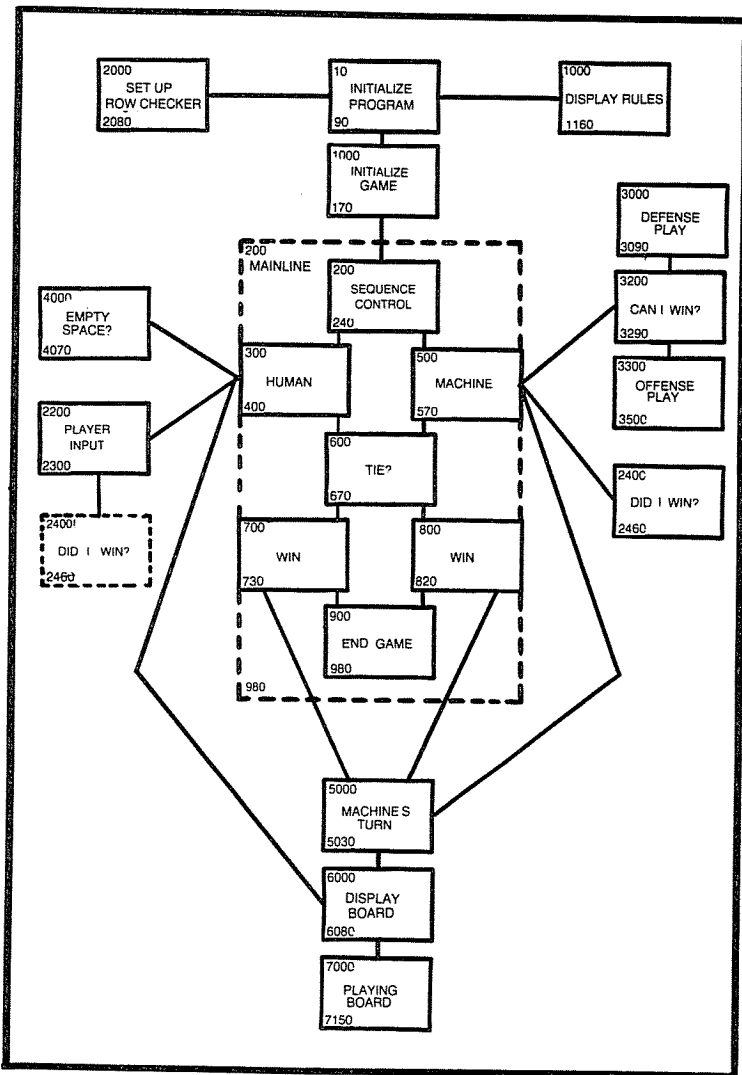 2000
SET UP
ROW CHECKER
2080
10
INITIALIZE
PROGRAM
90
1000
DISPLAY RULES
1160
1000
INITIALIZE
GAME
170
3000
DEFENSE
PLAY
3090
200
MAINLINE
200
SEQUENCE
CONTROL
240
3200
CAN I WIN?
3290
4000
EMPTY
SPACE?
4070
300
HUMAN
400
500
MACHINE
570
3300
OFFENSE
PLAY
3500
2200
PLAYER
INPUT
2300
600
TIE?
670
2400
DID I WIN?
2460
2400
DID I WIN?
2460
700
WIN
730
800
WIN
820
900
END GAME
980
980
5000
MACHINES
TURN
5030
6000
DISPLAY
BOARD
6080
7000
PLAYING
BOARD
7150